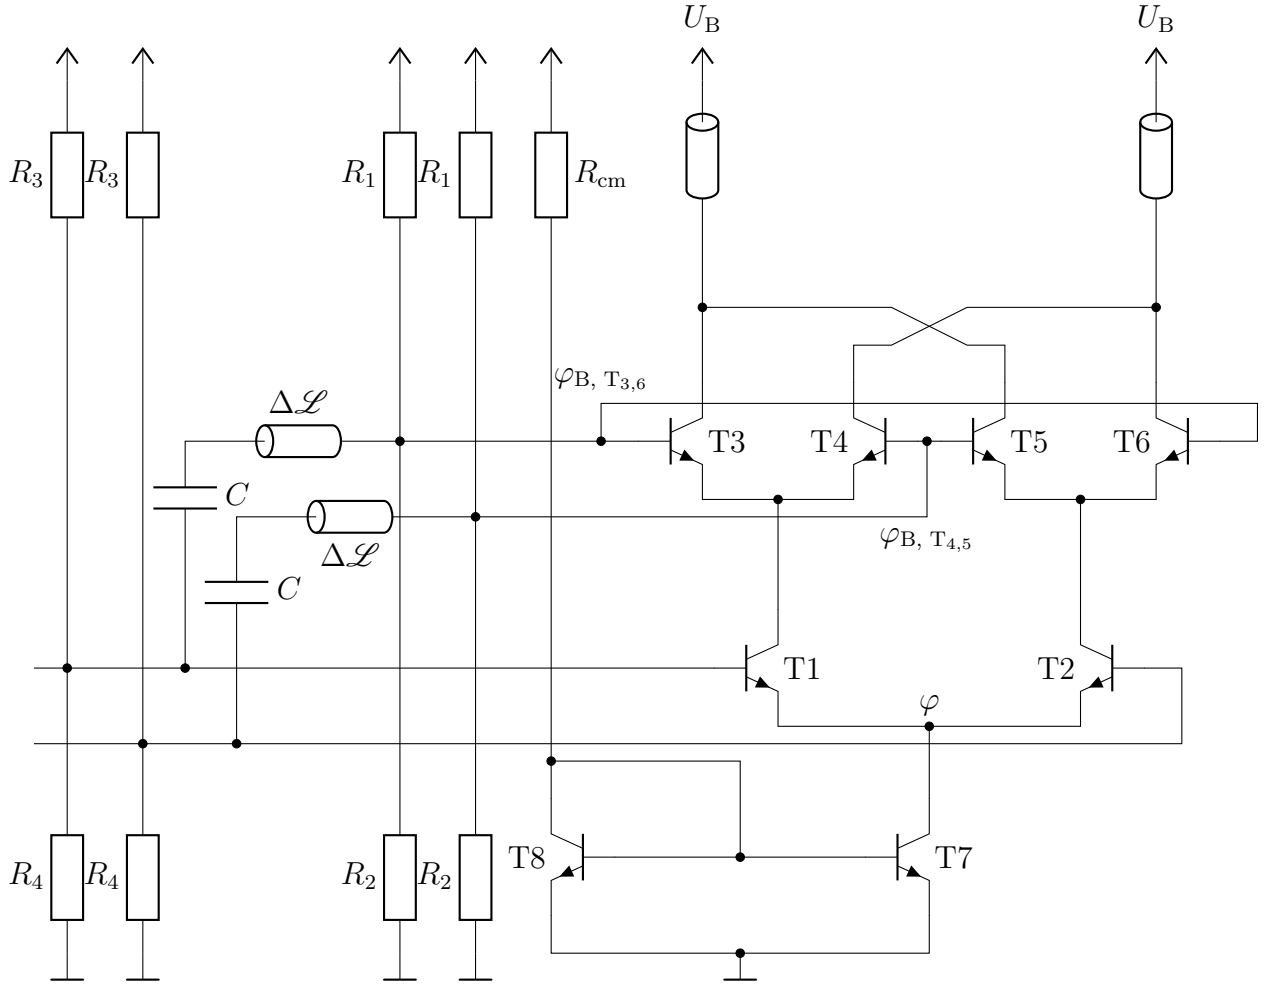 U_B U_B
R_3 R_3 R_1 R_1 R_cm
φ_B, T_3,6
Δℒ
T3 T4 T5 T6
C
φ_B, T_4,5
Δℒ
C
T1 T2
φ
T8 T7
R_4 R_4 R_2 R_2